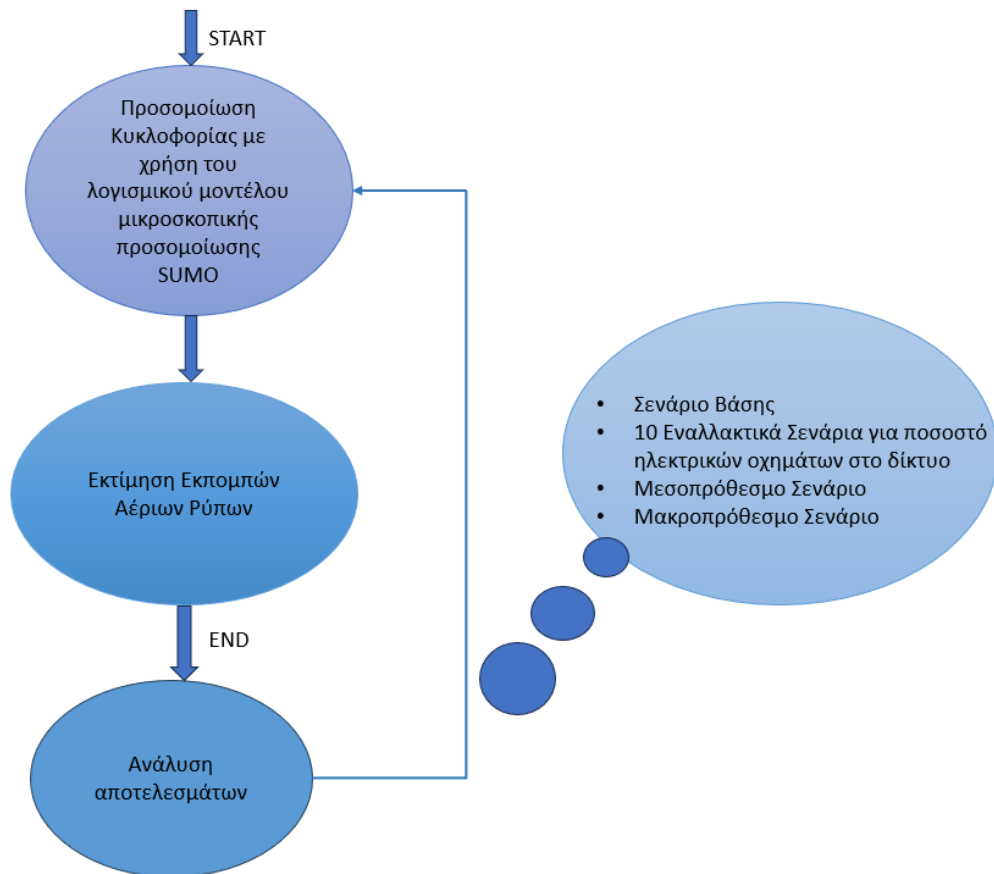 START
Προσομοίωση
Κυκλοφορίας με
χρήση του
λογισμικού μοντέλου
μικροσκοπικής
προσομοίωσης
SUMO
Εκτίμηση Εκπομπών
Αέριων Ρύπων
END
Ανάλυση
αποτελεσμάτων
• Σενάριο Βάσης
• 10 Εναλλακτικά Σενάρια για ποσοστό
ηλεκτρικών οχημάτων στο δίκτυο
• Μεσοπρόθεσμο Σενάριο
• Μακροπρόθεσμο Σενάριο